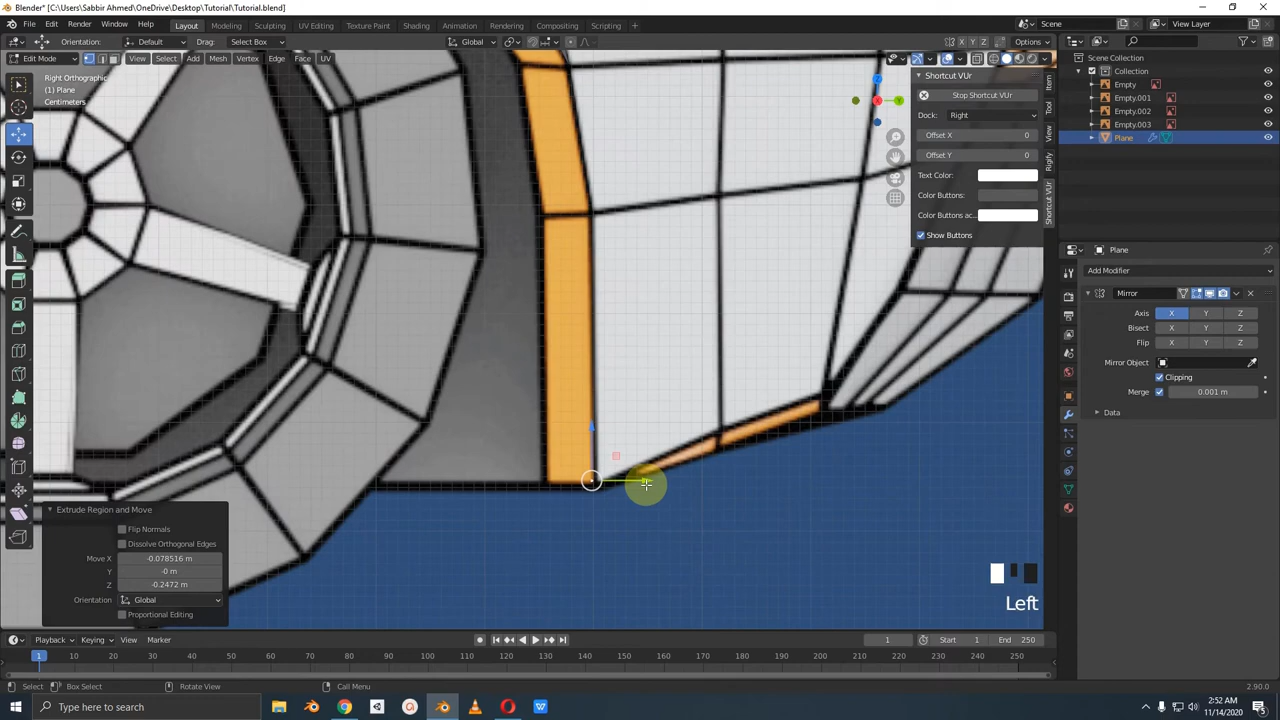 Blender* [C:\Users\Sabbir Ahmed\OneDrive\Desktop\Tutorial\Tutorial.blend]
File Edit Render Window Help Layout Modeling Sculpting UV Editing Texture Paint Shading Animation Rendering Compositing Scripting Scene View Layer
Orientation: Default Drag: Select Box Global X Y Z Options
Edit Mode View Select Add Mesh Vertex Edge Face UV
Right Orthographic
(1) Plane
Centimeters
Y
Shortcut VUr
Stop Shortcut VUr
Dock: Right
Offset X 0
Offset Y 0
Text Color:
Color Buttons:
Color Buttons ac...
Show Buttons
Item
Tool
View
Rigify
Shortcut VUr
Scene Collection
Collection
Empty
Empty.001
Empty.002
Empty.003
Plane
Plane
Add Modifier
Mirror
Axis X Y Z
Bisect X Y Z
Flip X Y Z
Mirror Object
Clipping
Merge 0.001 m
Data
Extrude Region and Move
Flip Normals
Dissolve Orthogonal Edges
Move X -0.078516 m
Y -0 m
Z -0.2472 m
Orientation Global
Proportional Editing
Left
Playback Keying View Marker 1 Start 1 End 250
1 10 20 30 40 50 60 70 80 90 100 110 120 130 140 150 160 170 180 190 200 210 220 230 240 250
Select Box Select Rotate View Call Menu 2.90.0
Type here to search
2:52 AM
11/14/2020